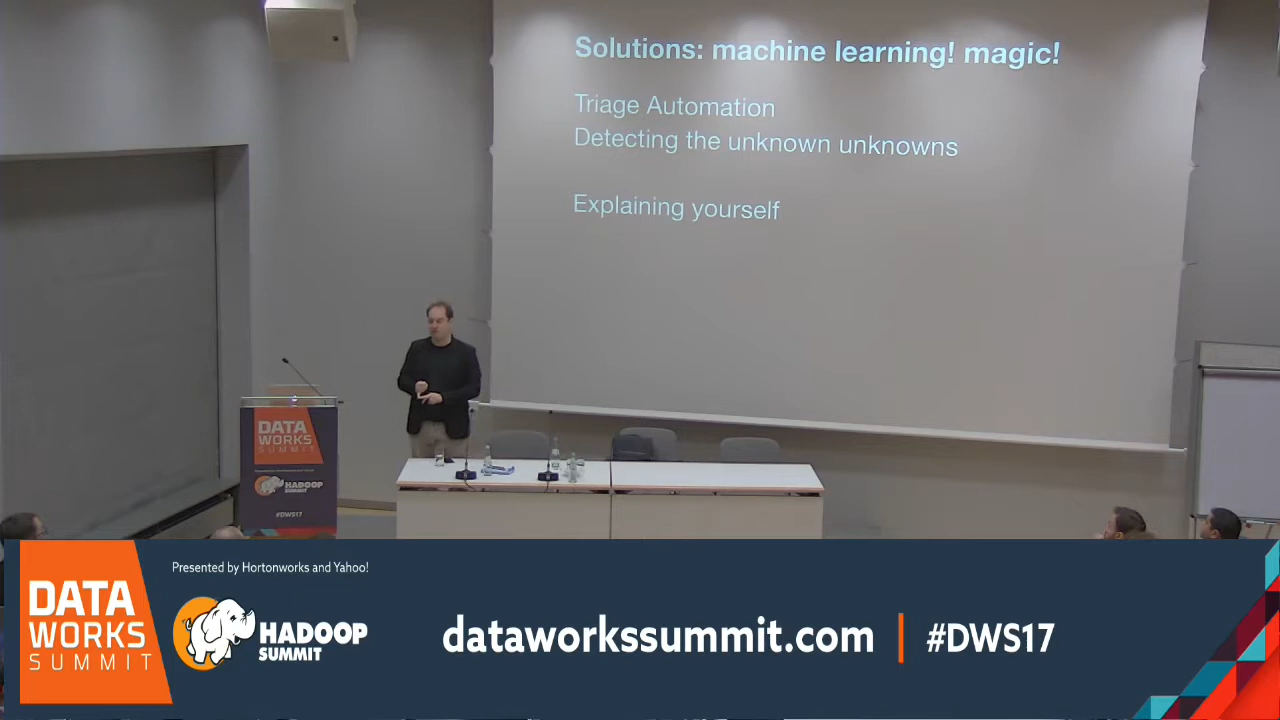 Solutions: machine learning! magic!
Triage Automation
Detecting the unknown unknowns
Explaining yourself
DATA
WORKS
SUMMIT
HADOOP
SUMMIT
#DWS17
DATA
WORKS
SUMMIT
Presented by Hortonworks and Yahoo!
HADOOP
SUMMIT
dataworkssummit.com
#DWS17